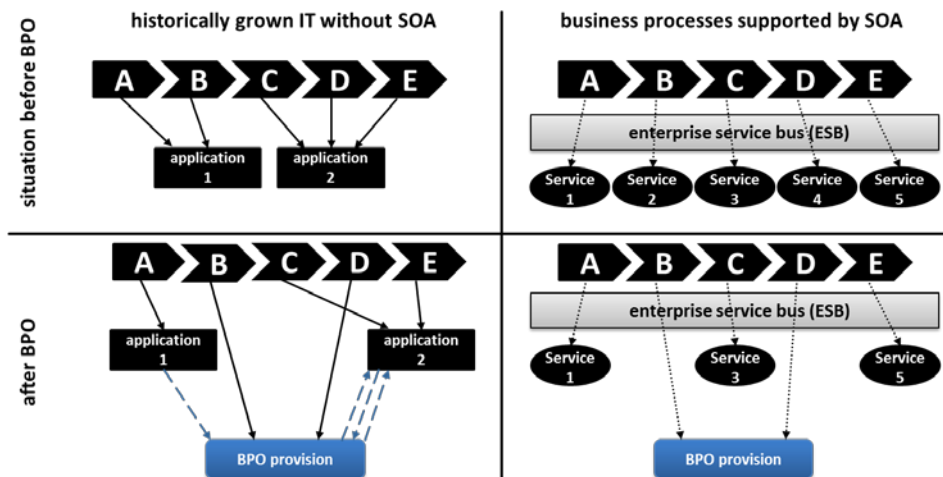 historically grown IT without SOA
business processes supported by SOA
situation before BPO
A B C D E
application
1
application
2
A B C D E
enterprise service bus (ESB)
Service
1
Service
2
Service
3
Service
4
Service
5
after BPO
A B C D E
application
1
application
2
BPO provision
A B C D E
enterprise service bus (ESB)
Service
1
Service
3
Service
5
BPO provision